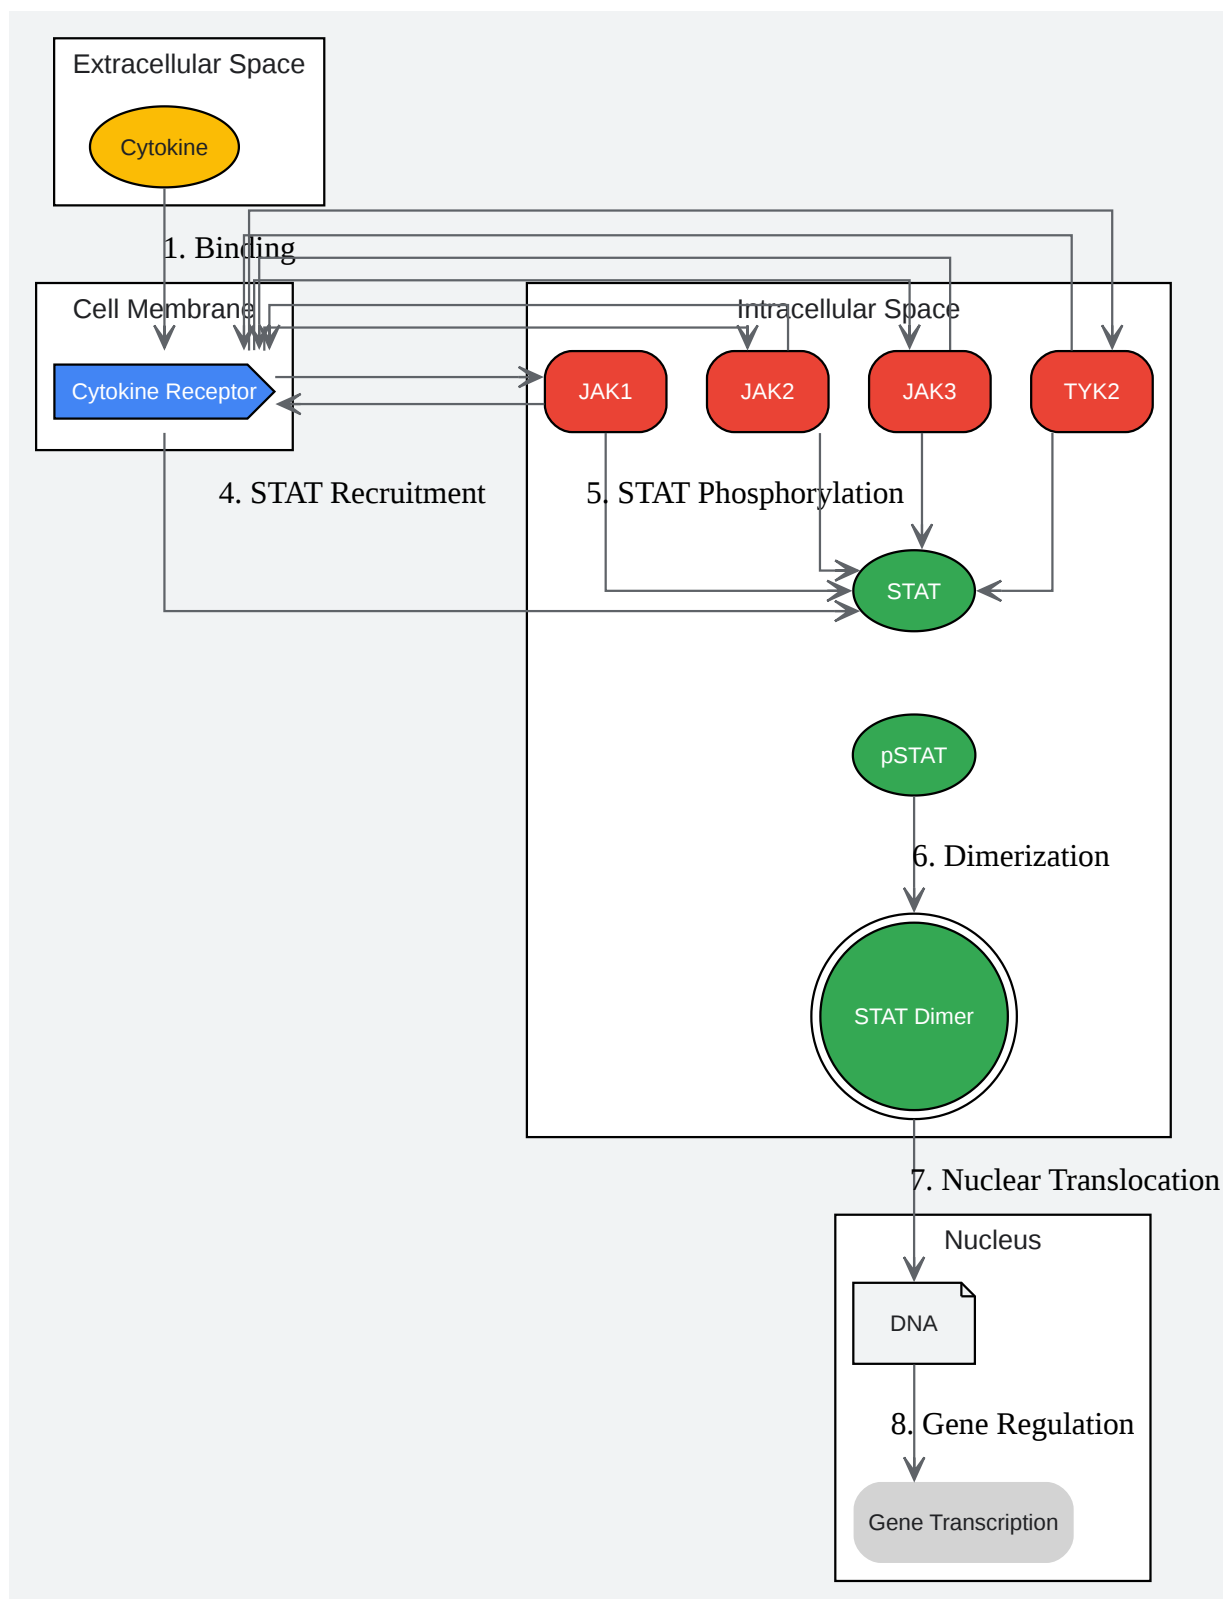 Extracellular Space
Cytokine
1. Binding
Cell Membrane
Intracellular Space
Cytokine Receptor
JAK1
JAK2
JAK3
TYK2
4. STAT Recruitment
5. STAT Phosphorylation
STAT
pSTAT
6. Dimerization
STAT Dimer
7. Nuclear Translocation
Nucleus
DNA
8. Gene Regulation
Gene Transcription